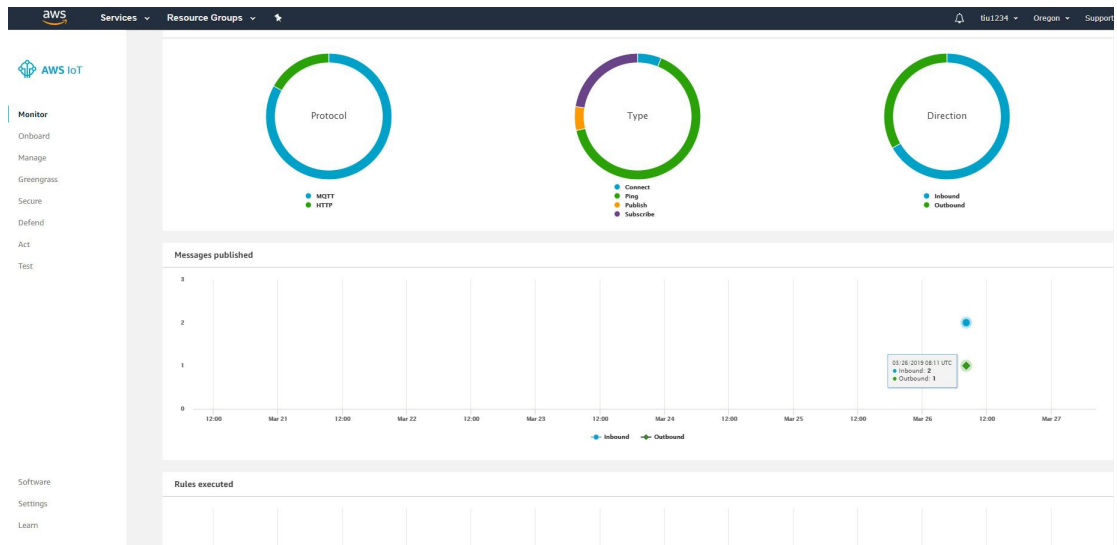 aws Services Resource Groups tiu1234 Oregon Support
AWS IoT
Monitor
Onboard
Manage
Greengrass
Secure
Defend
Act
Test
Software
Settings
Learn
Protocol
MQTT
HTTP
Type
Connect
Ping
Publish
Subscribe
Direction
Inbound
Outbound
Messages published
3
2
1
0
03/26/2019 08:11 UTC
Inbound: 2
Outbound: 1
12:00 Mar 21 12:00 Mar 22 12:00 Mar 23 12:00 Mar 24 12:00 Mar 25 12:00 Mar 26 12:00 Mar 27
Inbound Outbound
Rules executed